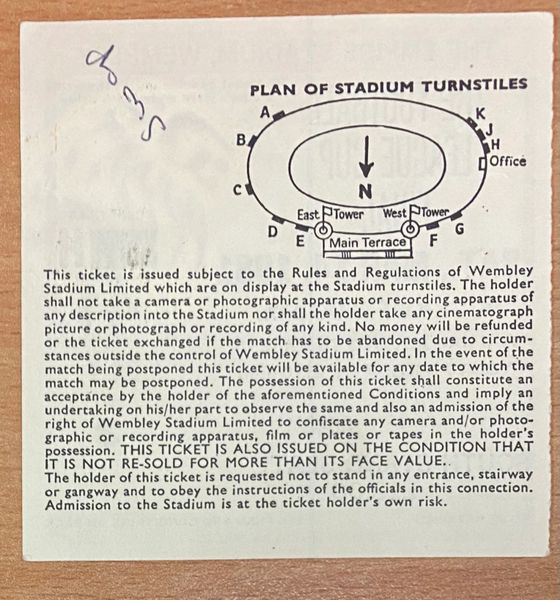 PLAN OF STADIUM TURNSTILES
A
K
J
B
H
Office
C
N
East Tower
West Tower
D
E
Main Terrace
F
G
This ticket is issued subject to the Rules and Regulations of Wembley
Stadium Limited which are on display at the Stadium turnstiles. The holder
shall not take a camera or photographic apparatus or recording apparatus of
any description into the Stadium nor shall the holder take any cinematograph
picture or photograph or recording of any kind. No money will be refunded
or the ticket exchanged if the match has to be abandoned due to circum-
stances outside the control of Wembley Stadium Limited. In the event of the
match being postponed this ticket will be available for any date to which the
match may be postponed. The possession of this ticket shall constitute an
acceptance by the holder of the aforementioned Conditions and imply an
undertaking on his/her part to observe the same and also an admission of the
right of Wembley Stadium Limited to confiscate any camera and/or photo-
graphic or recording apparatus, film or plates or tapes in the holder's
possession. THIS TICKET IS ALSO ISSUED ON THE CONDITION THAT
IT IS NOT RE-SOLD FOR MORE THAN ITS FACE VALUE..
The holder of this ticket is requested not to stand in any entrance, stairway
or gangway and to obey the instructions of the officials in this connection.
Admission to the Stadium is at the ticket holder's own risk.